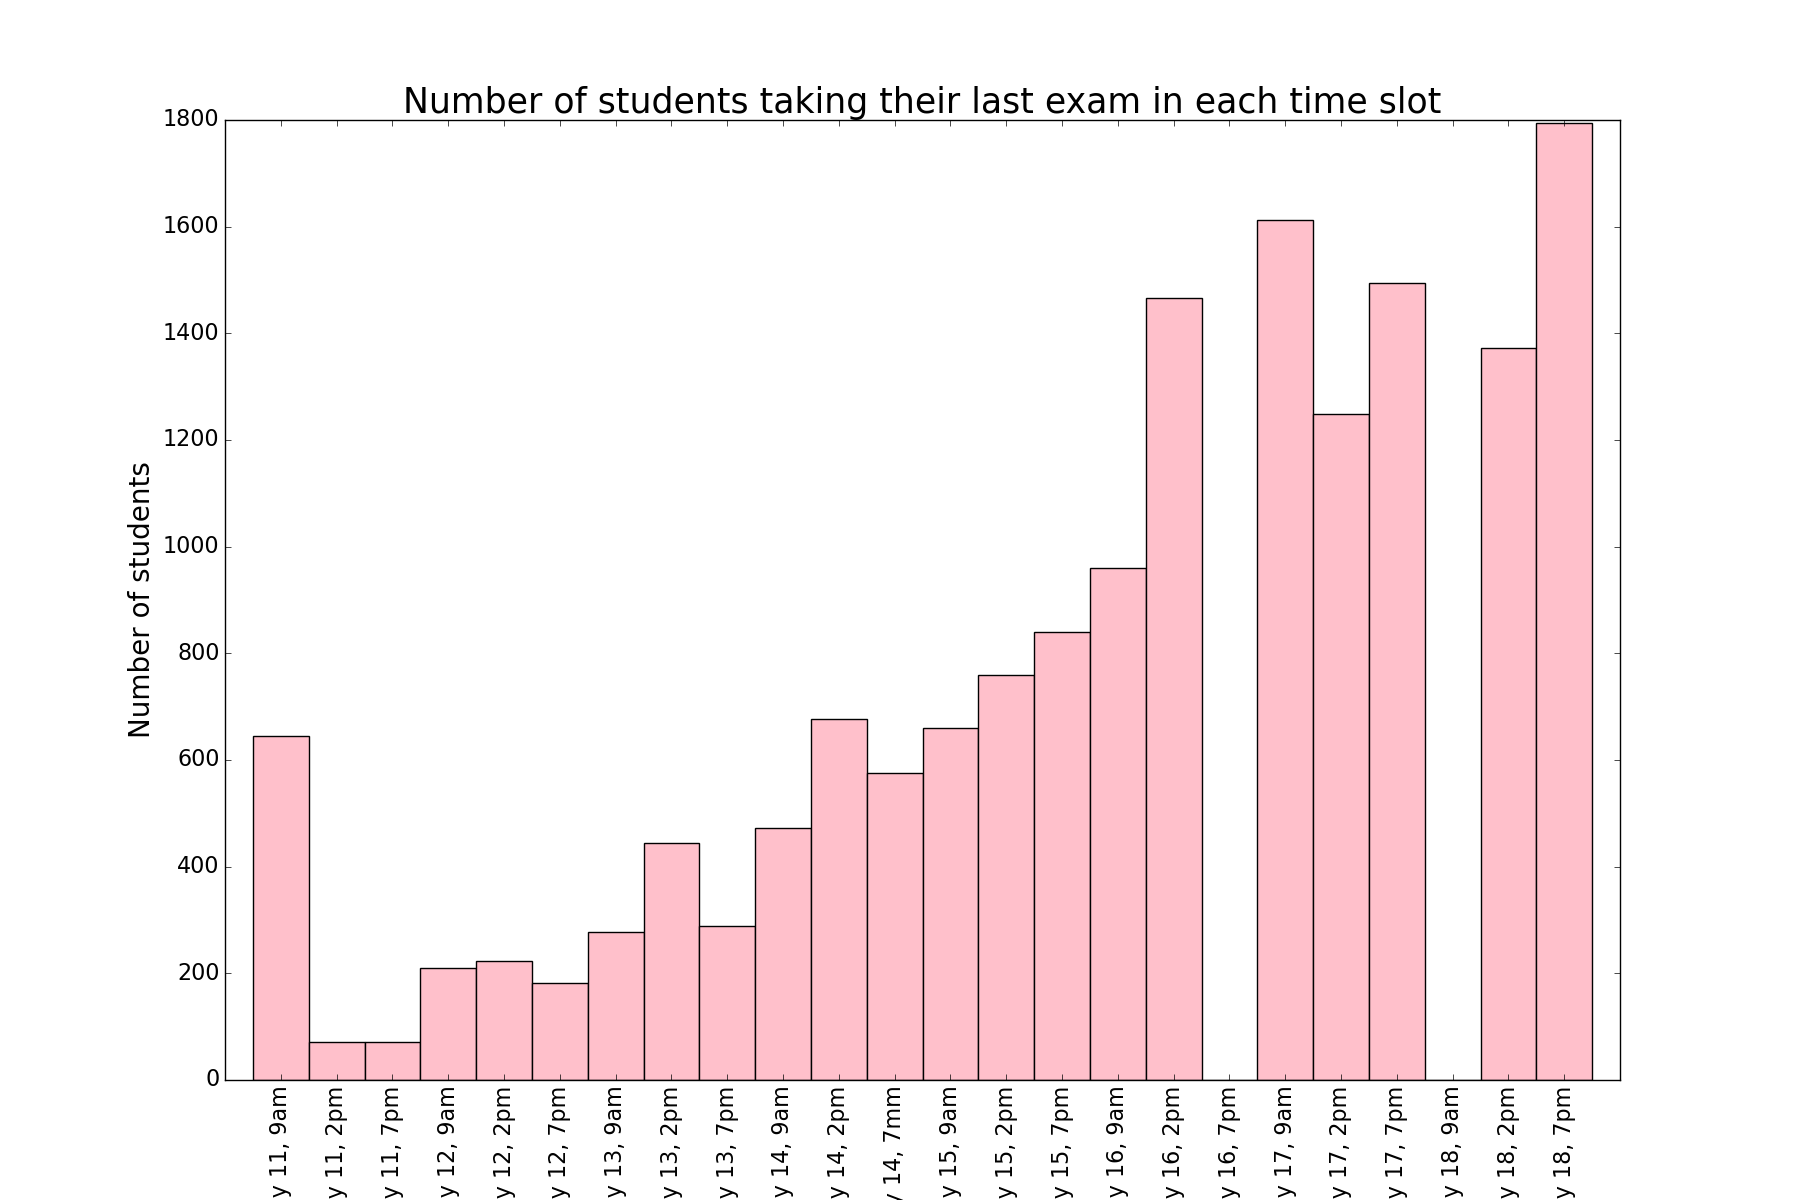 Number of students taking their last exam in each time slot
Number of students
1800
1600
1400
1200
1000
800
600
400
200
0
y 11, 9am
y 11, 2pm
y 11, 7pm
y 12, 9am
y 12, 2pm
y 12, 7pm
y 13, 9am
y 13, 2pm
y 13, 7pm
y 14, 9am
y 14, 2pm
y 14, 7mm
y 15, 9am
y 15, 2pm
y 15, 7pm
y 16, 9am
y 16, 2pm
y 16, 7pm
y 17, 9am
y 17, 2pm
y 17, 7pm
y 18, 9am
y 18, 2pm
y 18, 7pm